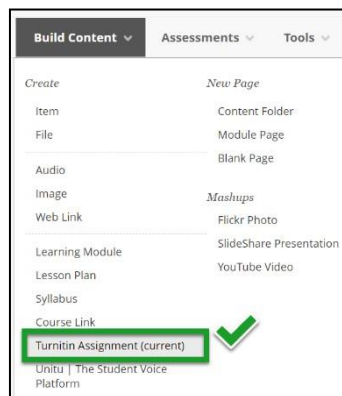 Build Content Assessments Tools
Create
Item
File
Audio
Image
Web Link
Learning Module
Lesson Plan
Syllabus
Course Link
Turnitin Assignment (current)
Unitu | The Student Voice
Platform
New Page
Content Folder
Module Page
Blank Page
Mashups
Flickr Photo
SlideShare Presentation
YouTube Video